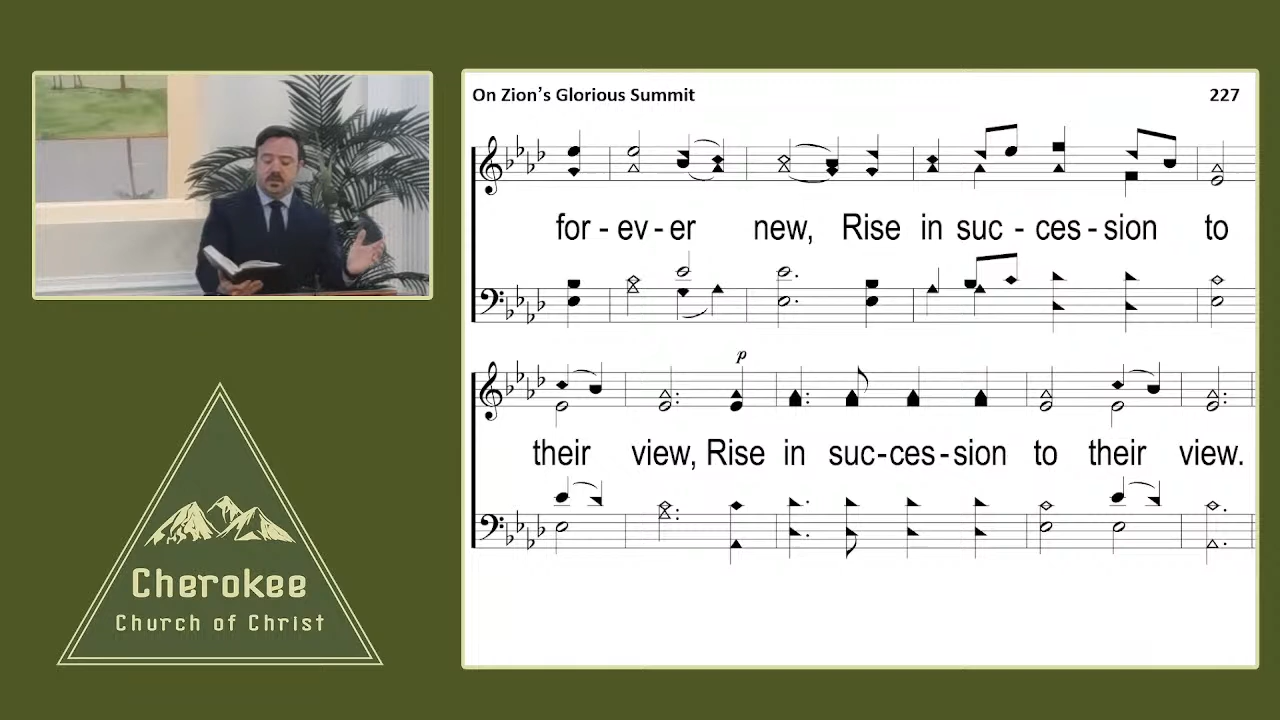 On Zion's Glorious Summit
227
for - ev - er new, Rise in suc - ces - sion to
p
their view, Rise in suc - ces - sion to their view.
Cherokee
Church of Christ